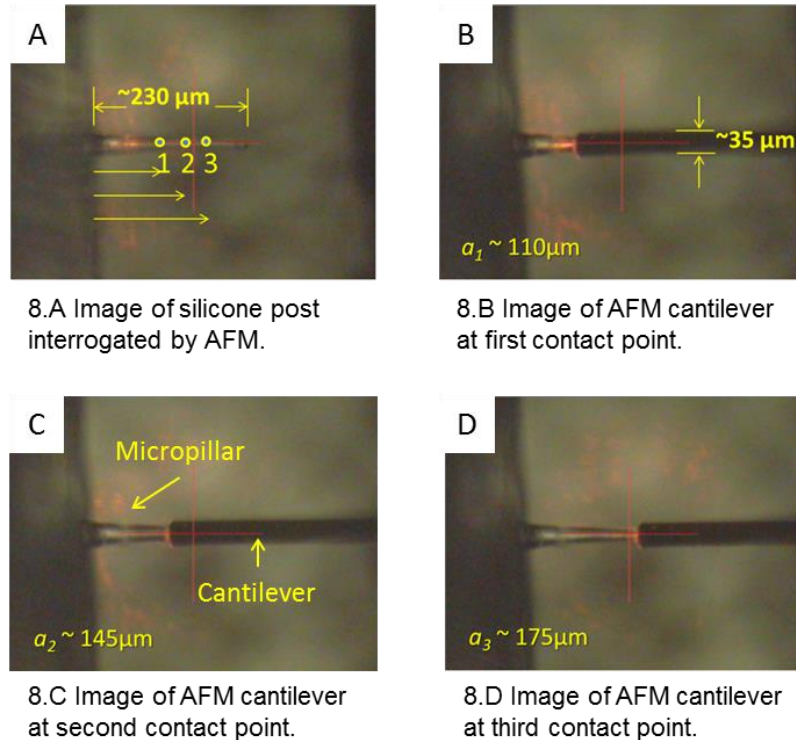 A
~230 µm
1 2 3
8.A Image of silicone post
interrogated by AFM.
B
~35 µm
a1 ~ 110µm
8.B Image of AFM cantilever
at first contact point.
C
Micropillar
Cantilever
a2 ~ 145µm
8.C Image of AFM cantilever
at second contact point.
D
a3 ~ 175µm
8.D Image of AFM cantilever
at third contact point.